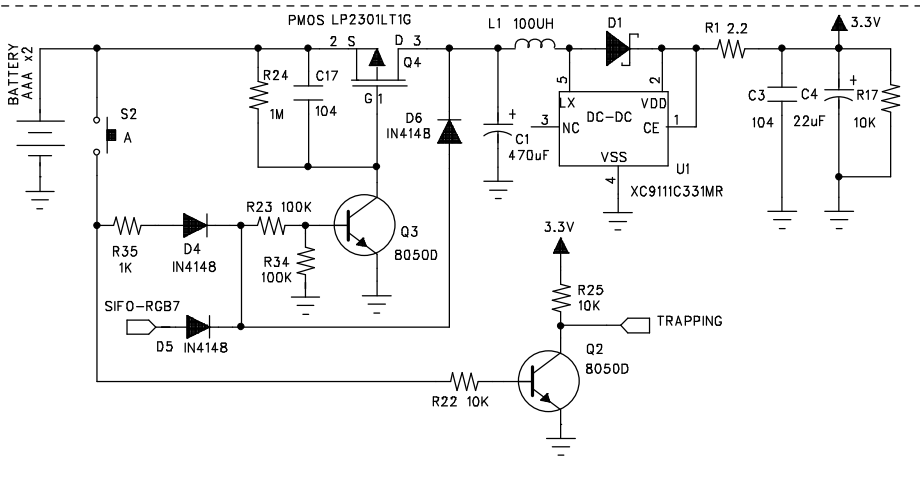 PMOS LP2301LT1G
L1 100UH
D1
3.3V
BATTERY
AAA x2
2 S
D 3
Q4
R1 2.2
R24
1M
C17
104
G 1
S2
A
D6
IN4148
5
2
LX
VDD
DC-DC
3
NC
CE
1
VSS
4
C1
470uF
+
U1
XC9111C331MR
C3
104
C4
22uF
+
R17
10K
R23 100K
Q3
8050D
R35
1K
D4
IN4148
R34
100K
SIFO-RGB7
D5 IN4148
3.3V
R25
10K
TRAPPING
Q2
8050D
R22 10K